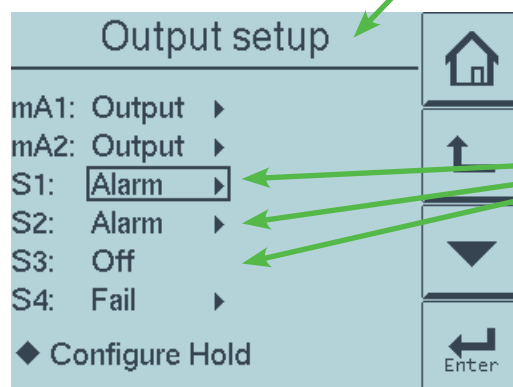 Output setup
mA1: Output
mA2: Output
S1: Alarm
S2: Alarm
S3: Off
S4: Fail
Configure Hold
Enter